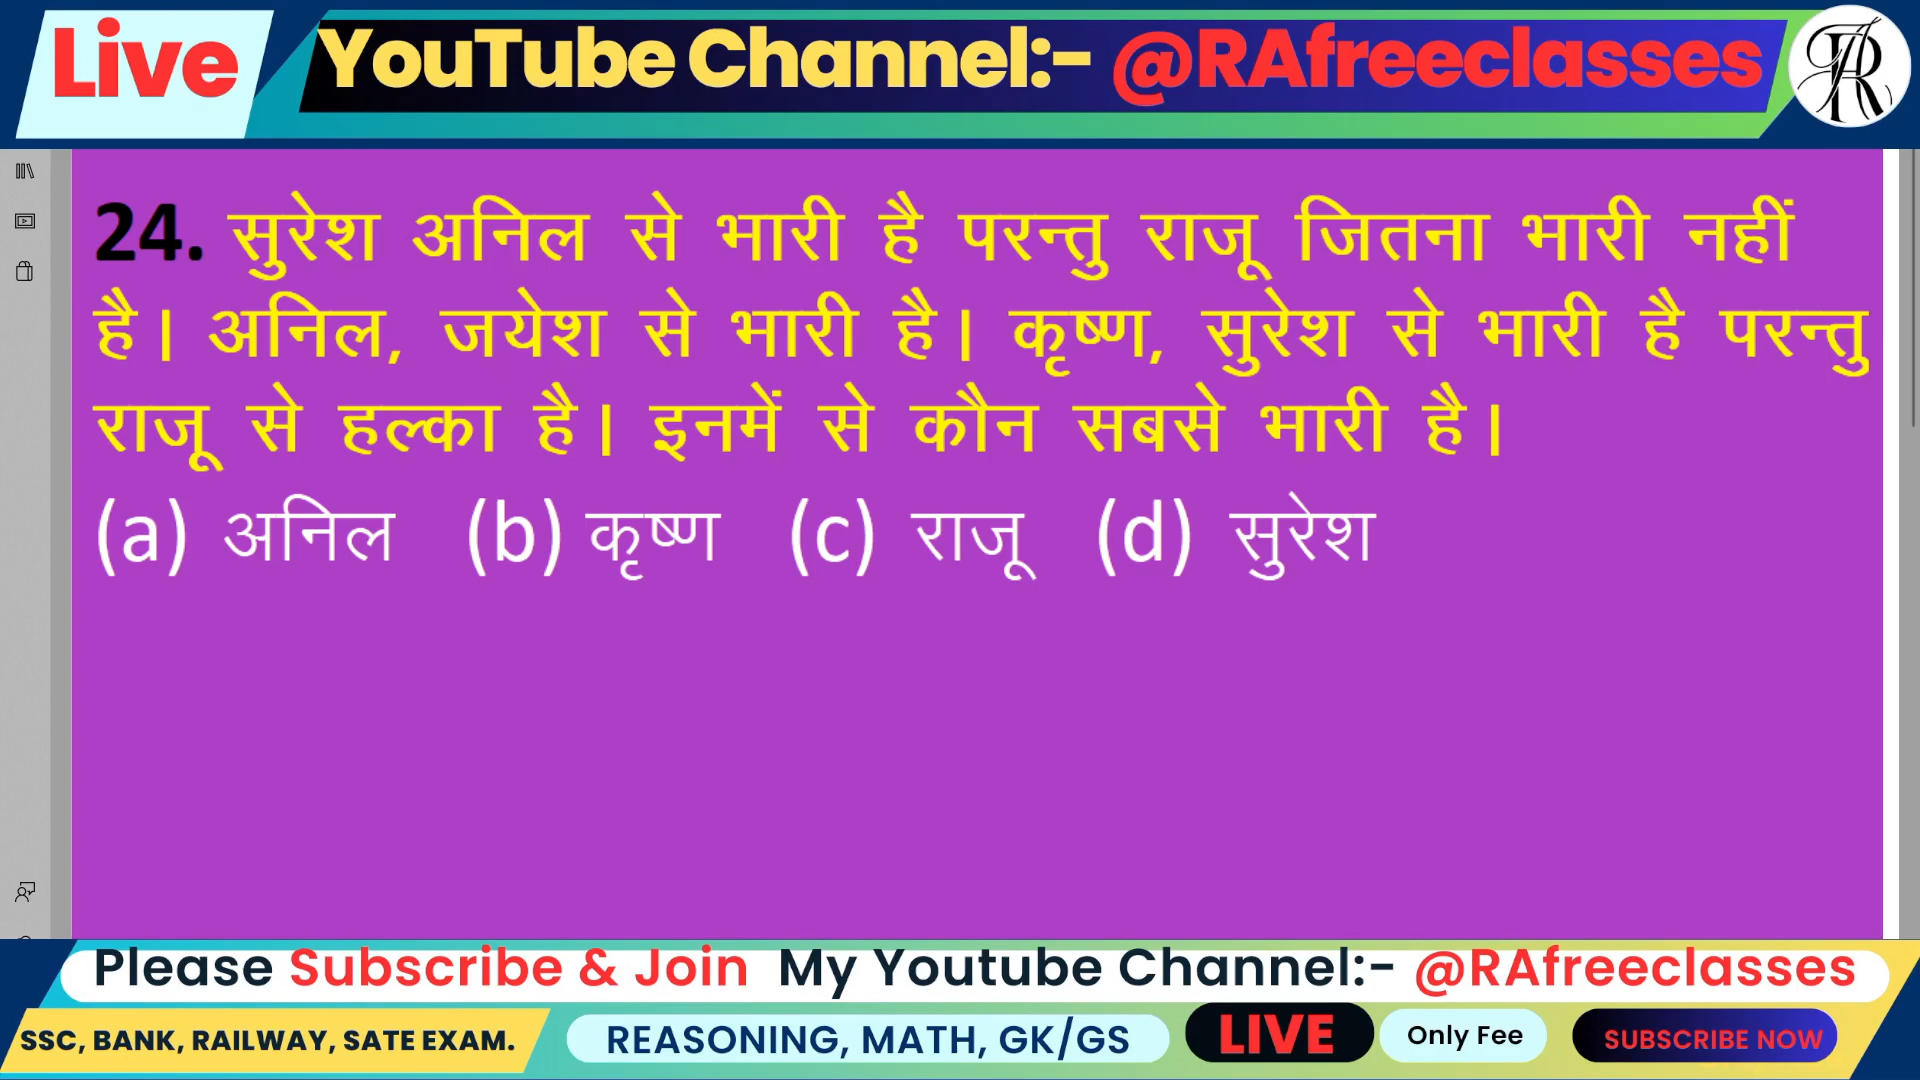 Live
YouTube Channel:- @RAfreeclasses
24. सुरेश अनिल से भारी है परन्तु राजू जितना भारी नहीं
है। अनिल, जयेश से भारी है। कृष्ण, सुरेश से भारी है परन्तु
राजू से हल्का है। इनमें से कौन सबसे भारी है।
(a) अनिल (b) कृष्ण (c) राजू (d) सुरेश
Please Subscribe & Join My Youtube Channel:- @RAfreeclasses
SSC, BANK, RAILWAY, SATE EXAM. REASONING, MATH, GK/GS LIVE Only Fee SUBSCRIBE NOW